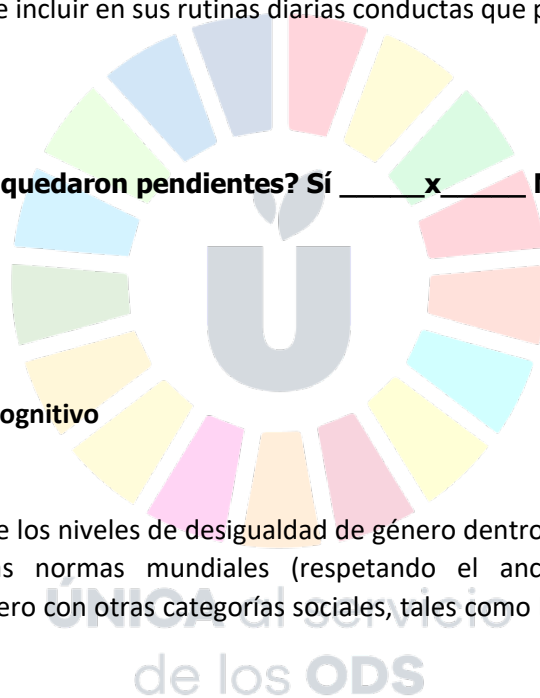 e incluir en sus rutinas diarias conductas que p
quedaron pendientes? Sí ______x______
ognitivo
e los niveles de desigualdad de género dentro
as normas mundiales (respetando el anc
ero con otras categorías sociales, tales como
ÚNICA al servicio
de los ODS